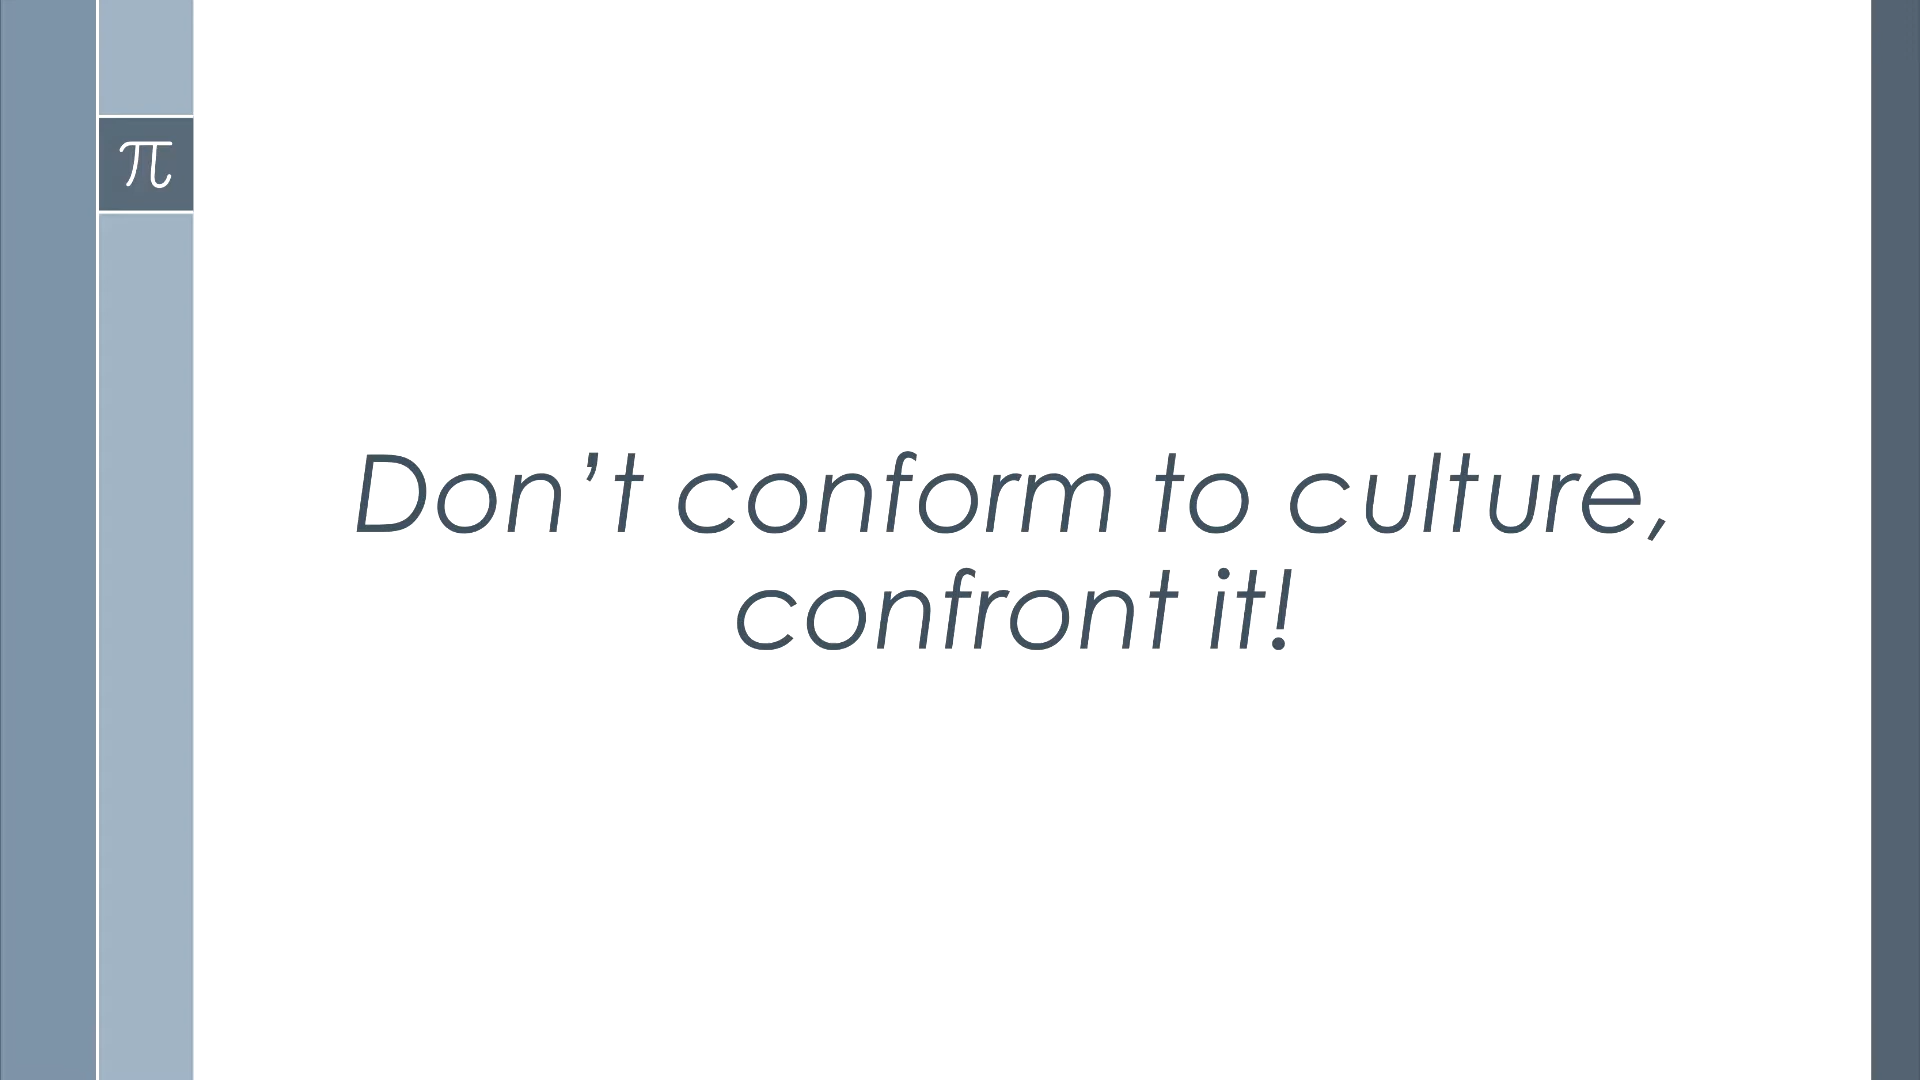 π
Don’t conform to culture,
confront it!